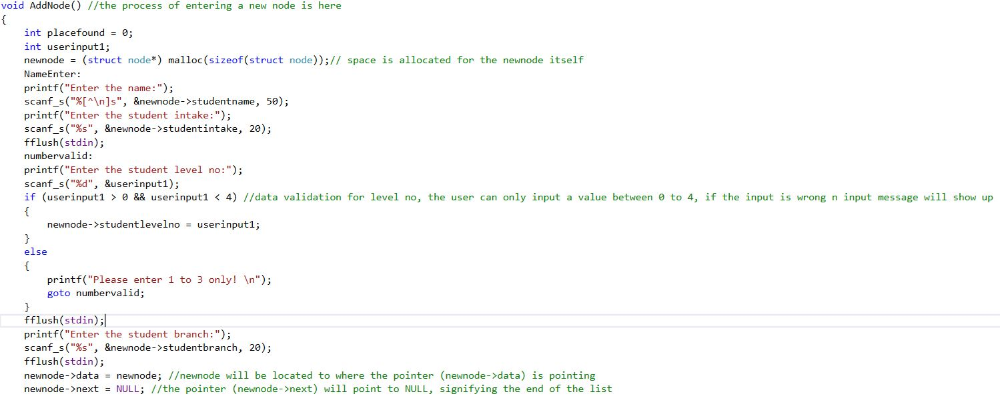 void AddNode() //the process of entering a new node is here
{
    int placefound = 0;
    int userinput1;
    newnode = (struct node*) malloc(sizeof(struct node));// space is allocated for the newnode itself
    NameEnter:
    printf("Enter the name:");
    scanf_s("%[^\n]s", &newnode->studentname, 50);
    printf("Enter the student intake:");
    scanf_s("%s", &newnode->studentintake, 20);
    fflush(stdin);
    numbervalid:
    printf("Enter the student level no:");
    scanf_s("%d", &userinput1);
    if (userinput1 > 0 && userinput1 < 4) //data validation for level no, the user can only input a value between 0 to 4, if the input is wrong n input message will show up
    {
        newnode->studentlevelno = userinput1;
    }
    else
    {
        printf("Please enter 1 to 3 only! \n");
        goto numbervalid;
    }
    fflush(stdin);
    printf("Enter the student branch:");
    scanf_s("%s", &newnode->studentbranch, 20);
    fflush(stdin);
    newnode->data = newnode; //newnode will be located to where the pointer (newnode->data) is pointing
    newnode->next = NULL; //the pointer (newnode->next) will point to NULL, signifying the end of the list